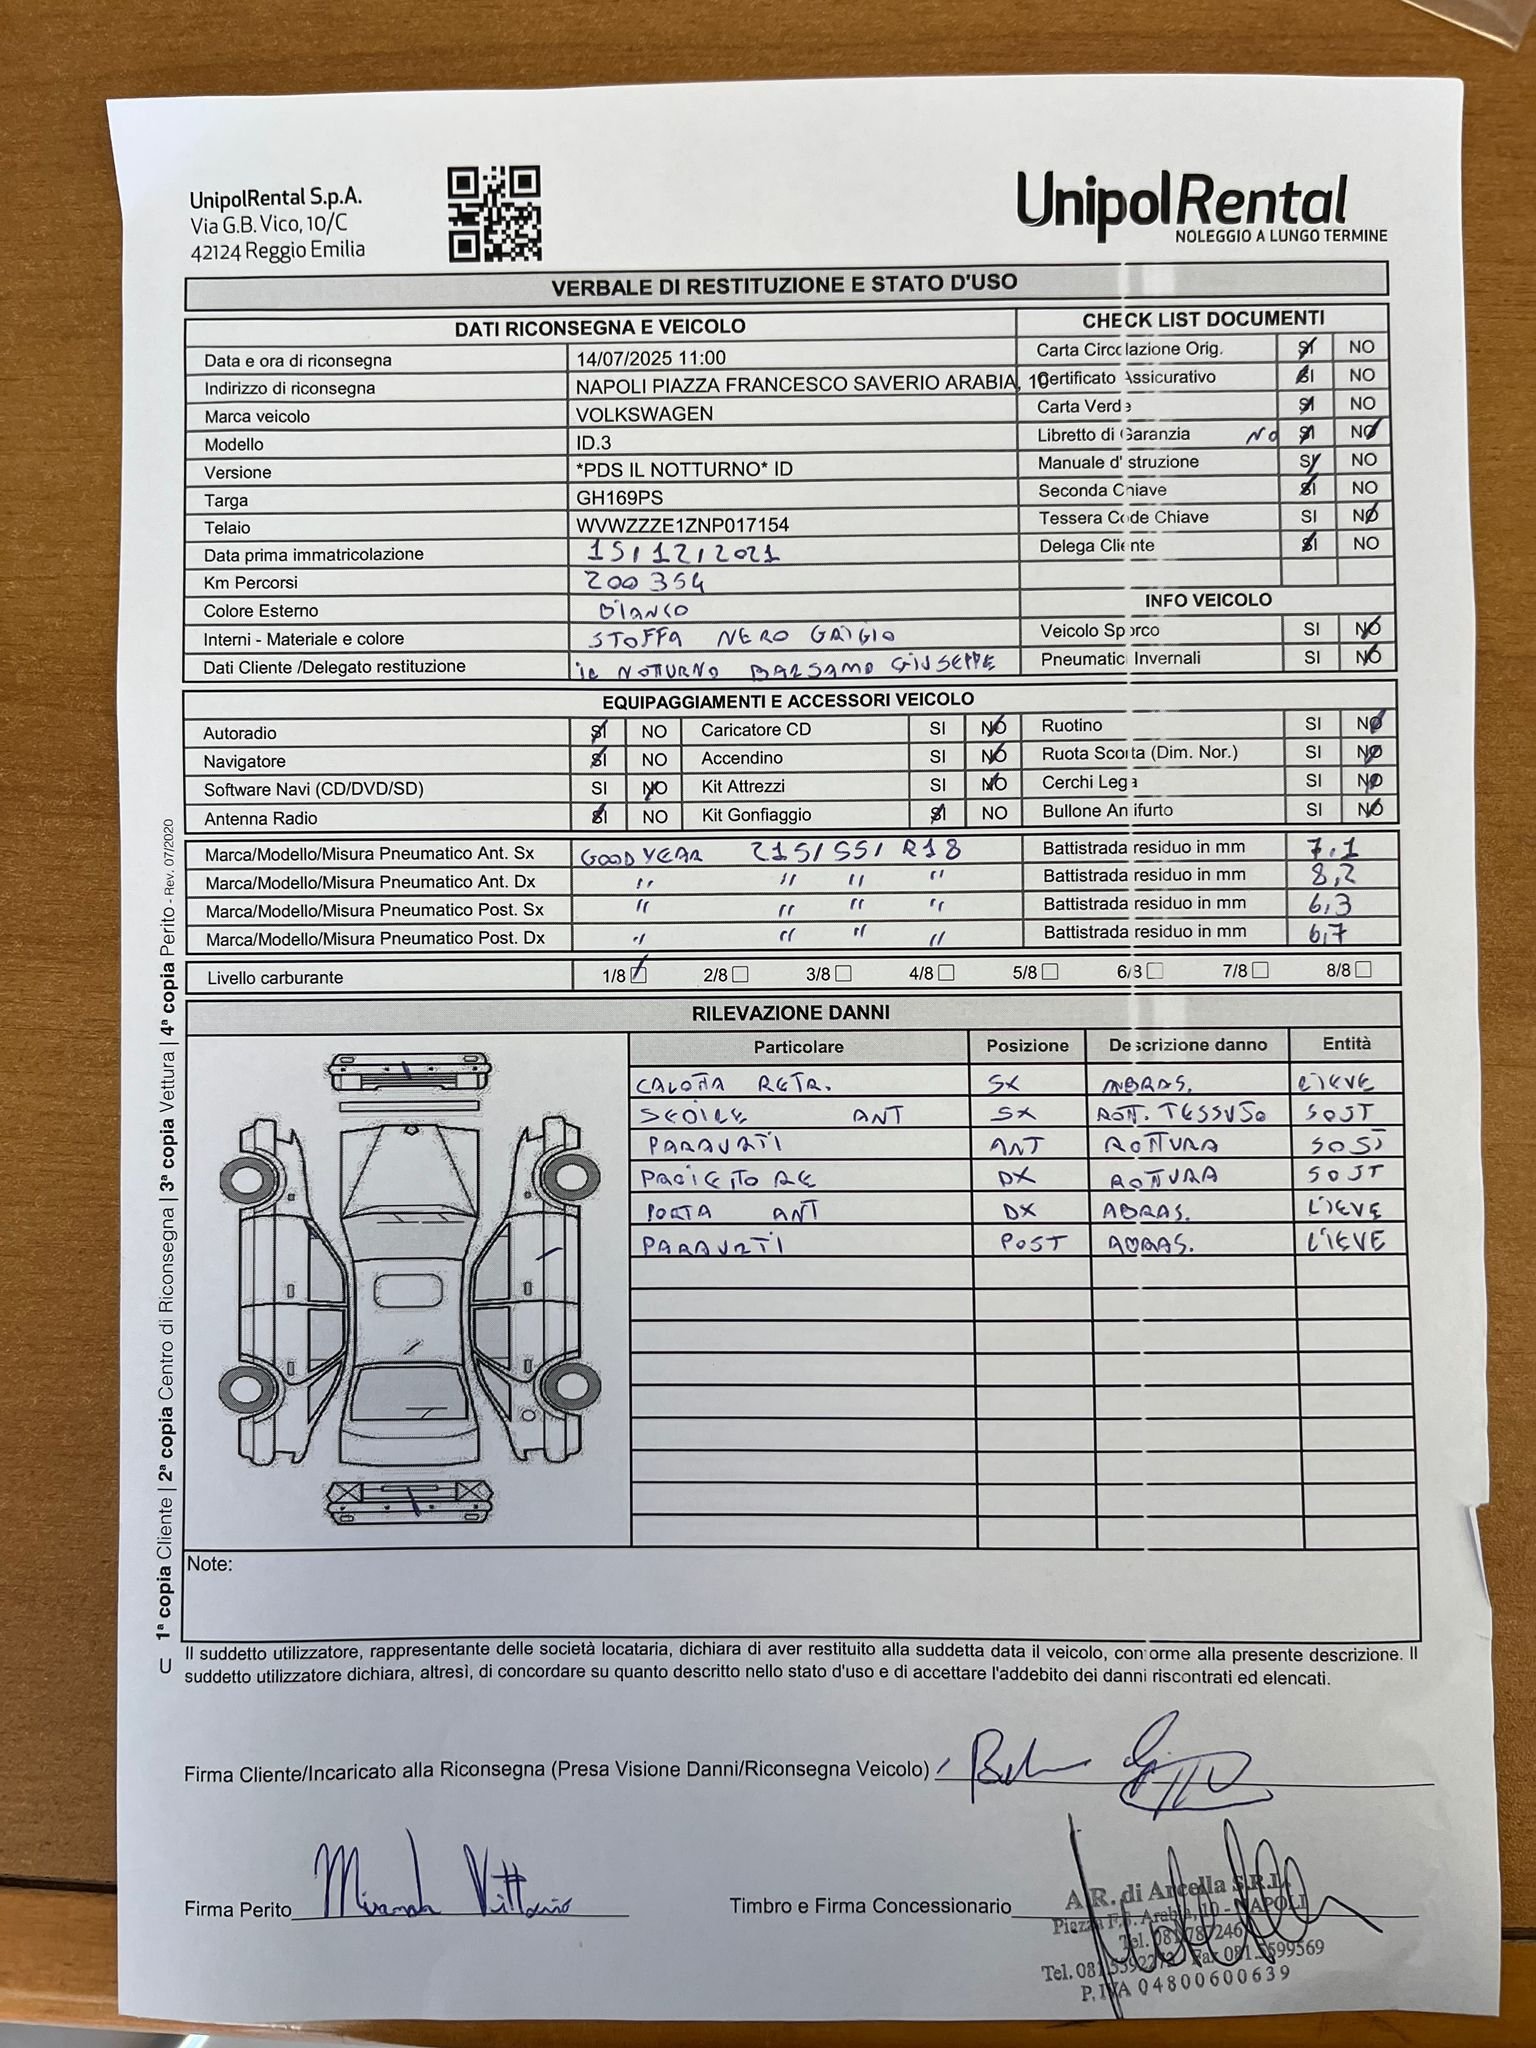 UnipolRental S.p.A.
Via G.B. Vico, 10/C
42124 Reggio Emilia
UnipolRental
NOLEGGIO A LUNGO TERMINE
VERBALE DI RESTITUZIONE E STATO D'USO
DATI RICONSEGNA E VEICOLO
Data e ora di riconsegna 14/07/2025 11:00
Indirizzo di riconsegna NAPOLI PIAZZA FRANCESCO SAVERIO ARABIA, 10
Marca veicolo VOLKSWAGEN
Modello ID.3
Versione *PDS IL NOTTURNO* ID
Targa GH169PS
Telaio WVWZZZE1ZNP017154
Data prima immatricolazione 15/12/2021
Km Percorsi 200354
Colore Esterno BIANCO
Interni - Materiale e colore STOFFA NERO GRIGIO
Dati Cliente /Delegato restituzione IL NOTTURNO BALSAMO GIUSEPPE
CHECK LIST DOCUMENTI
Carta Circolazione Orig. SI NO
Certificato Assicurativo SI NO
Carta Verde SI NO
Libretto di Garanzia NO SI NO
Manuale d'istruzione SI NO
Seconda Chiave SI NO
Tessera Code Chiave SI NO
Delega Cliente SI NO
INFO VEICOLO
Veicolo Sporco SI NO
Pneumatici Invernali SI NO
EQUIPAGGIAMENTI E ACCESSORI VEICOLO
Autoradio SI NO Caricatore CD SI NO Ruotino SI NO
Navigatore SI NO Accendino SI NO Ruota Scorta (Dim. Nor.) SI NO
Software Navi (CD/DVD/SD) SI NO Kit Attrezzi SI NO Cerchi Lega SI NO
Antenna Radio SI NO Kit Gonfiaggio SI NO Bullone Antifurto SI NO
Marca/Modello/Misura Pneumatico Ant. Sx GOODYEAR 215/55/R18 Battistrada residuo in mm 7,1
Marca/Modello/Misura Pneumatico Ant. Dx " " " " Battistrada residuo in mm 8,2
Marca/Modello/Misura Pneumatico Post. Sx " " " " Battistrada residuo in mm 6,3
Marca/Modello/Misura Pneumatico Post. Dx " " " " Battistrada residuo in mm 6,7
Livello carburante 1/8 2/8 3/8 4/8 5/8 6/8 7/8 8/8
RILEVAZIONE DANNI
Particolare Posizione Descrizione danno Entità
CALOTTA RETR. SX ABRAS. LIEVE
SEDILE ANT SX ROTT. TESSUTO SOST
PARAURTI ANT ROTTURA SOST
PROIETTORE DX ROTTURA SOST
PORTA ANT DX ABRAS. LIEVE
PARAURTI POST ABRAS. LIEVE
Note:
Il suddetto utilizzatore, rappresentante delle società locataria, dichiara di aver restituito alla suddetta data il veicolo, conforme alla presente descrizione. Il
suddetto utilizzatore dichiara, altresì, di concordare su quanto descritto nello stato d'uso e di accettare l'addebito dei danni riscontrati ed elencati.
Firma Cliente/Incaricato alla Riconsegna (Presa Visione Danni/Riconsegna Veicolo)
Firma Perito Miranda Vittorio
Timbro e Firma Concessionario
A.R. di Arcella S.R.L.
Piazza F.S. Arabia, 10 - NAPOLI
Tel. 081 787246
Tel. 081 5592273 Fax 081 5599569
P. IVA 04800600639
U 1ª copia Cliente | 2ª copia Centro di Riconsegna | 3ª copia Vettura | 4ª copia Perito - Rev. 07/2020